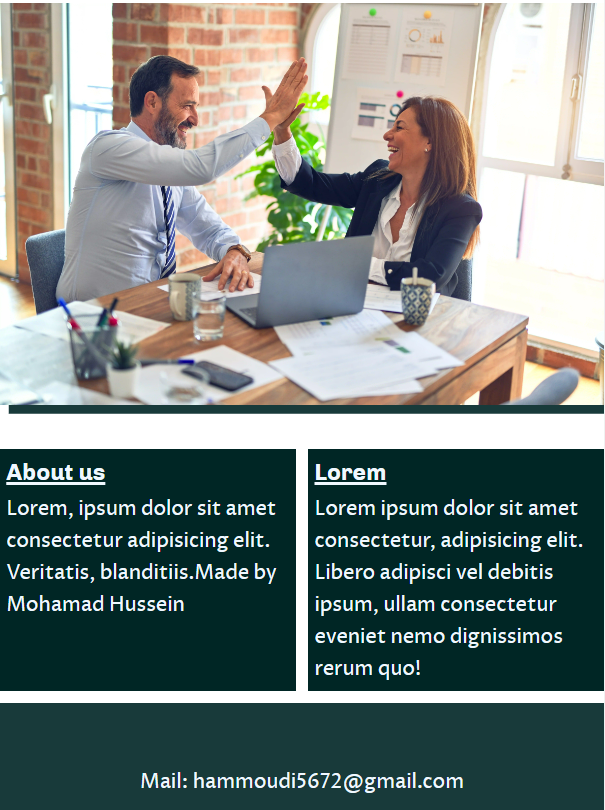 About us
Lorem, ipsum dolor sit amet
consectetur adipisicing elit.
Veritatis, blanditiis.Made by
Mohamad Hussein
Lorem
Lorem ipsum dolor sit amet
consectetur, adipisicing elit.
Libero adipisci vel debitis
ipsum, ullam consectetur
eveniet nemo dignissimos
rerum quo!
Mail: hammoudi5672@gmail.com